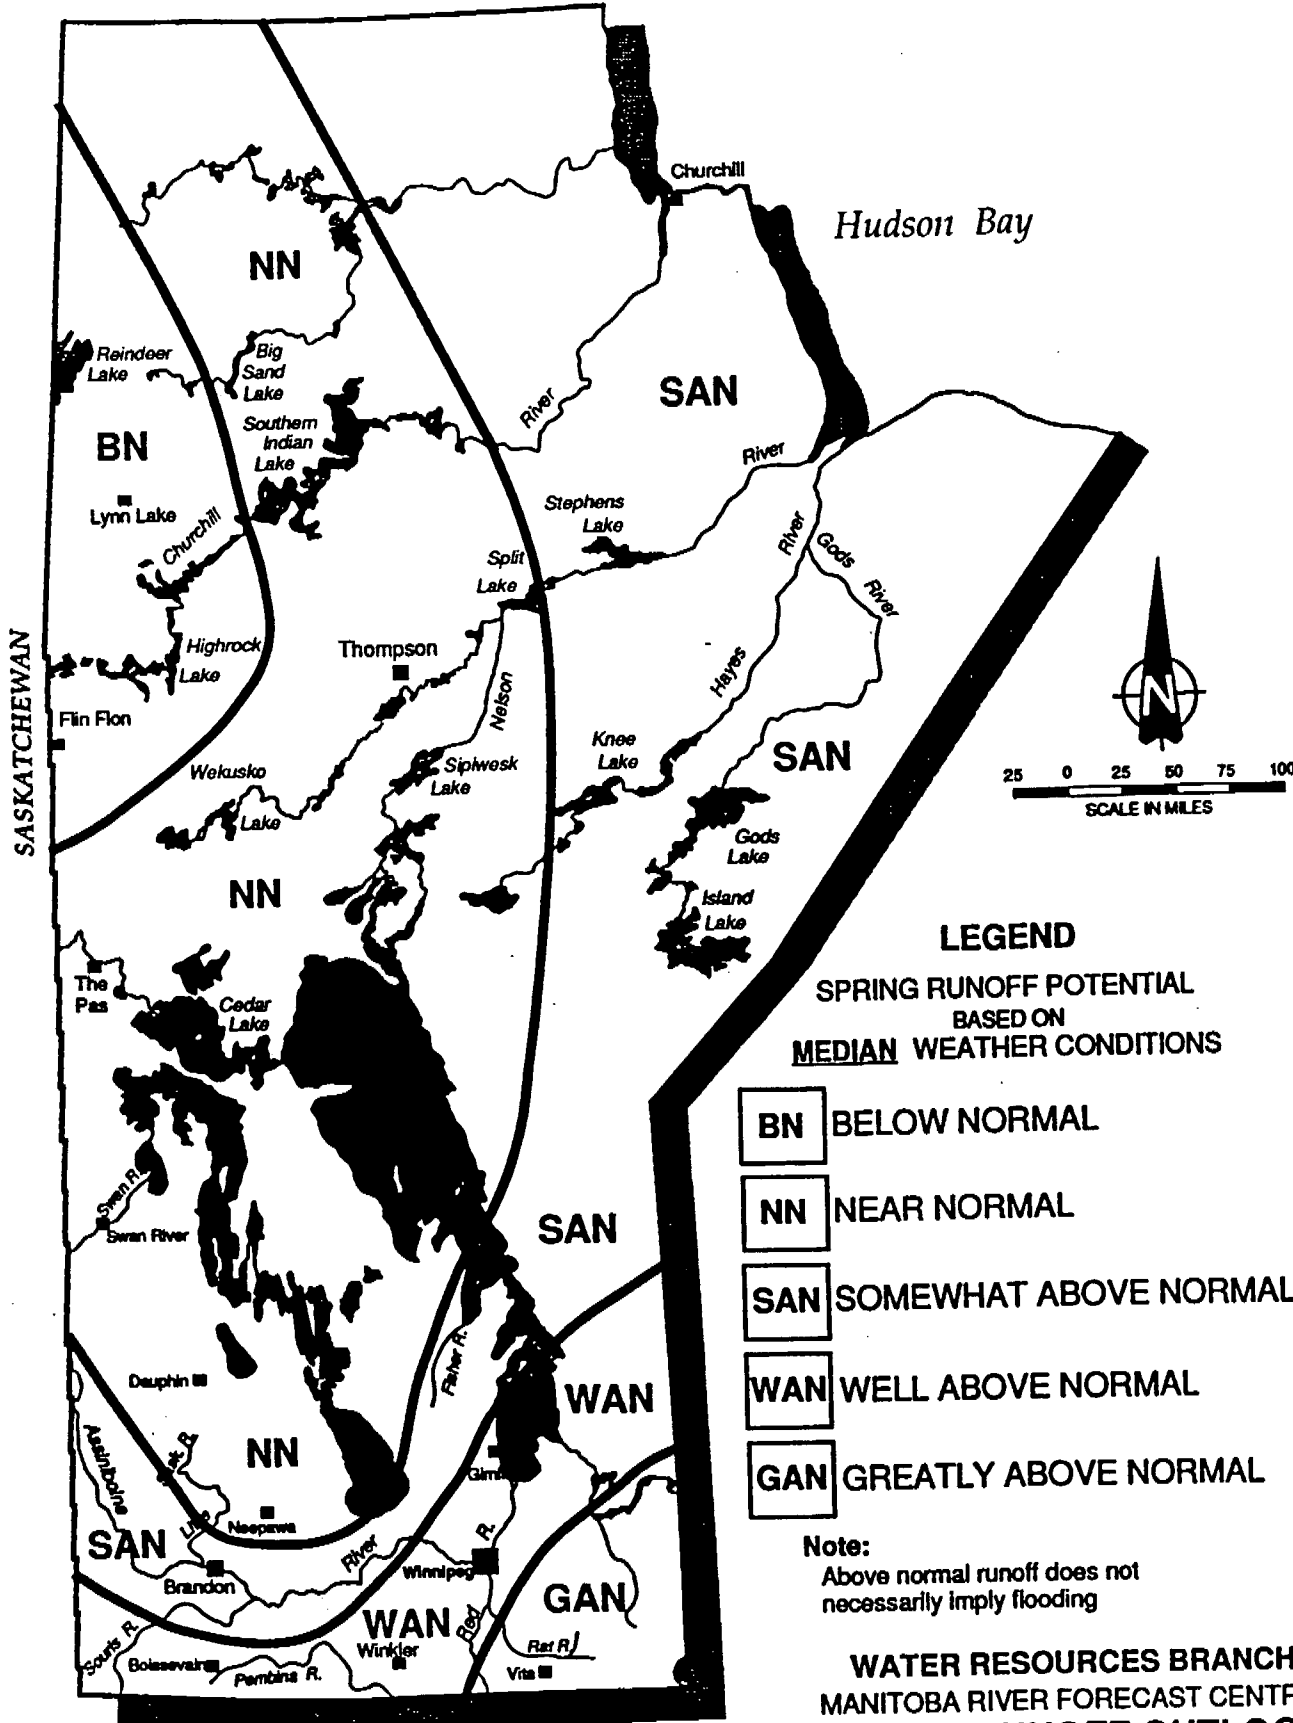 Churchill
Hudson Bay
NN
Reindeer
Lake
Big
Sand
Lake
SAN
River
BN
Southern
Indian
Lake
River
Lynn Lake
Churchill
Stephens
Lake
River
Gods
River
Split
Lake
SASKATCHEWAN
Highrock
Lake
Thompson
Nelson
Hayes
N
Flin Flon
Knee
Lake
SAN
Wekusko
Lake
Sipiwesk
Lake
25 0 25 50 75 100
SCALE IN MILES
Gods
Lake
NN
Island
Lake
LEGEND
SPRING RUNOFF POTENTIAL
BASED ON
MEDIAN WEATHER CONDITIONS
The
Pas
Cedar
Lake
BN BELOW NORMAL
NN NEAR NORMAL
SAN SOMEWHAT ABOVE NORMAL
WAN WELL ABOVE NORMAL
GAN GREATLY ABOVE NORMAL
Swan R.
Swan River
SAN
Fisher R.
Dauphin
WAN
Assiniboine
NN
Neepawa
SAN
River
R.
Brandon
Winnipeg
GAN
WAN
Red
Souris R.
Winkler
Rat R.
Boissevain
Pembina R.
Vita
Note:
Above normal runoff does not
necessarily imply flooding
WATER RESOURCES BRANCH
MANITOBA RIVER FORECAST